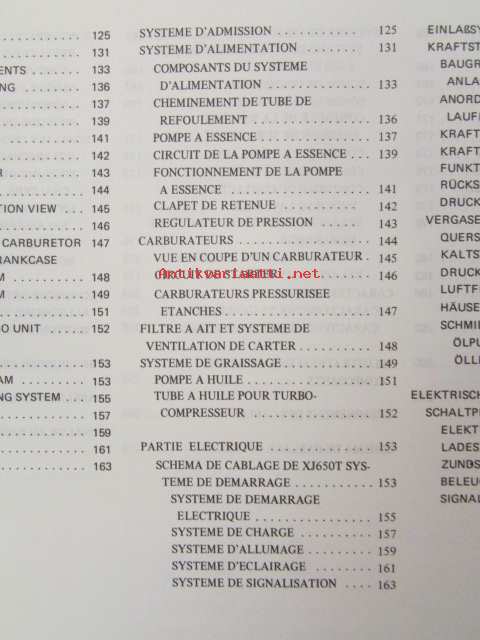 . . . . . . . . . . 125
. . . . . . . . . . 131
ENTS . . . . . . . 133
NG . . . . . . . . 136
. . . . . . . . . . 137
. . . . . . . . . . 139
. . . . . . . . . . 141
. . . . . . . . . . 142
. . . . . . . . . . 143
. . . . . . . . . . 144
TION VIEW . . . 145
. . . . . . . . . . 146
CARBURETOR 147
RANKCASE
M . . . . . . . . . 148
M . . . . . . . . . 149
. . . . . . . . . . 151
O UNIT . . . . . 152
. . . . . . . . . . 153
AM . . . . . . . . 153
NG SYSTEM . . . . 155
. . . . . . . . . . 157
. . . . . . . . . . 159
. . . . . . . . . . 161
. . . . . . . . . . 163
SYSTEME D'ADMISSION . . . . . . . . . . . . 125
SYSTEME D'ALIMENTATION . . . . . . . . . 131
COMPOSANTS DU SYSTEME
D'ALIMENTATION . . . . . . . . . . . . 133
CHEMINEMENT DE TUBE DE
REFOULEMENT . . . . . . . . . . . . . . 136
POMPE A ESSENCE . . . . . . . . . . . . . . 137
CIRCUIT DE LA POMPE A ESSENCE . . . 139
FONCTIONNEMENT DE LA POMPE
A ESSENCE . . . . . . . . . . . . . . . . . 141
CLAPET DE RETENUE . . . . . . . . . . . . 142
REGULATEUR DE PRESSION . . . . . . . 143
CARBURATEURS . . . . . . . . . . . . . . . . 144
VUE EN COUPE D'UN CARBURATEUR . 145
CIRCUIT DE STARTER . . . . . . . . . . . 146
Antikvariaatti.net
CARBURATEURS PRESSURISEE
ETANCHES . . . . . . . . . . . . . . . . . 147
FILTRE A AIT ET SYSTEME DE
VENTILATION DE CARTER . . . . . . . . 148
SYSTEME DE GRAISSAGE . . . . . . . . . . 149
POMPE A HUILE . . . . . . . . . . . . . . . 151
TUBE A HUILE POUR TURBO-
COMPRESSEUR . . . . . . . . . . . . . . 152
PARTIE ELECTRIQUE . . . . . . . . . . . . . 153
SCHEMA DE CABLAGE DE XJ650T SYS-
TEME DE DEMARRAGE . . . . . . . . . . 153
SYSTEME DE DEMARRAGE
ELECTRIQUE . . . . . . . . . . . . . . . 155
SYSTEME DE CHARGE . . . . . . . . . . . 157
SYSTEME D'ALLUMAGE . . . . . . . . . . 159
SYSTEME D'ECLAIRAGE . . . . . . . . . 161
SYSTEME DE SIGNALISATION . . . . 163
EINLAßSY
KRAFTST
BAUGR
ANLA
ANORD
LAUFF
KRAFT
KRAFT
FUNKT
RÜCKS
DRUCK
VERGASE
QUERS
KALTS
DRUCK
LUFTFI
HÄUSE
SCHMIE
ÖLPU
ÖLL
ELEKTRISCH
SCHALTPL
ELEKT
LADES
ZUNDS
BELEU
SIGNAL